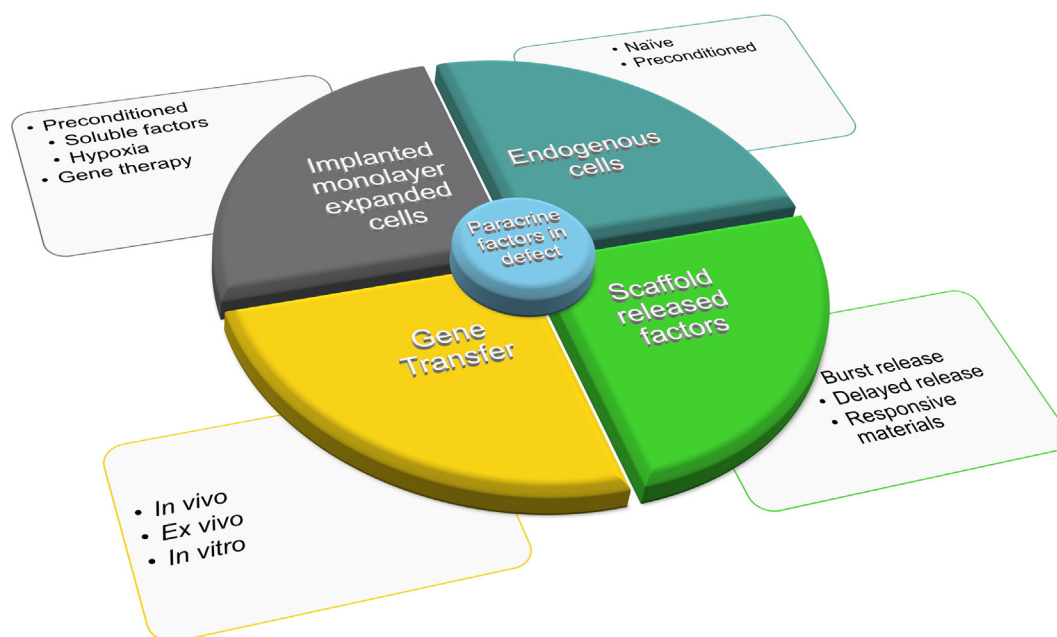 • Preconditioned
• Soluble factors
• Hypoxia
• Gene therapy
Implanted
monolayer
expanded
cells
• Naïve
• Preconditioned
Endogenous
cells
Paracrine
factors in
defect
Gene
Transfer
• In vivo
• Ex vivo
• In vitro
Scaffold
released
factors
Burst release
• Delayed release
• Responsive
materials